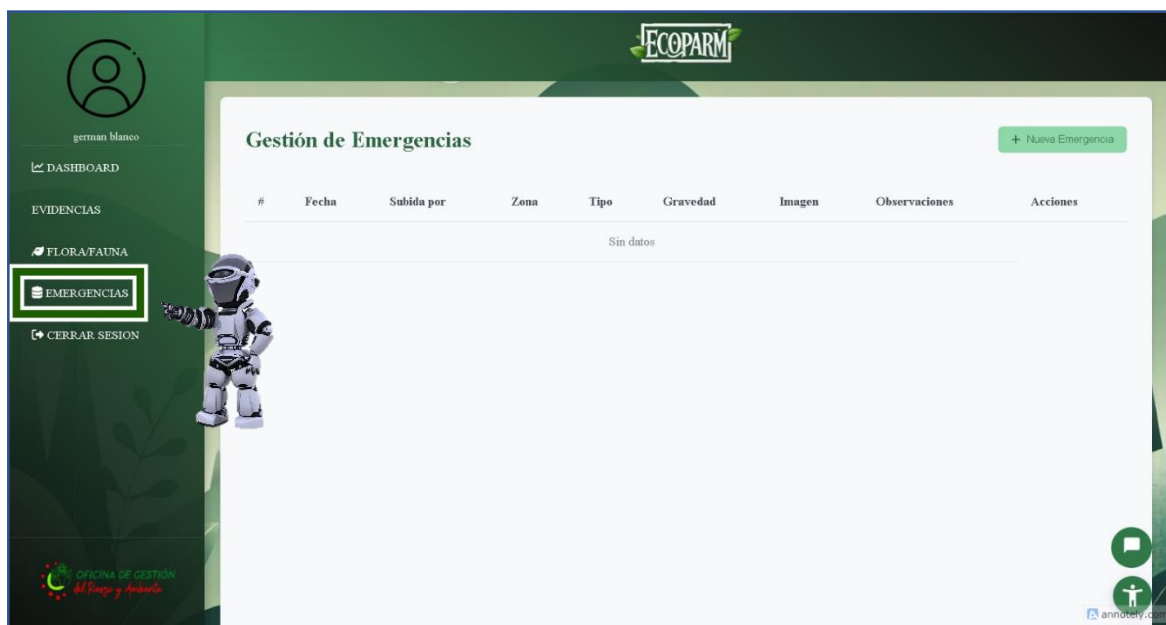 ECOPARM
german blanco
DASHBOARD
EVIDENCIAS
FLORA/FAUNA
EMERGENCIAS
CERRAR SESION
OFICINA DE GESTIÓN
del Riesgo y Ambiente
Gestión de Emergencias
+ Nueva Emergencia
# Fecha Subida por Zona Tipo Gravedad Imagen Observaciones Acciones
Sin datos
annotely.com